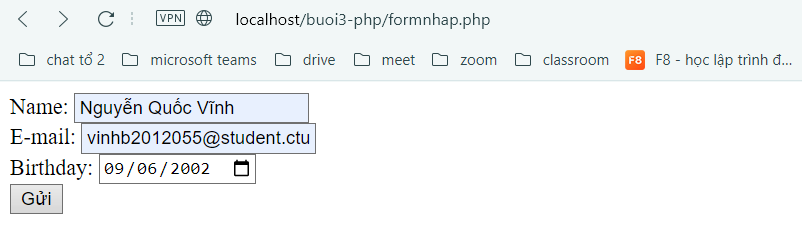 VPN localhost/buoi3-php/formnhap.php
chat tổ 2 microsoft teams drive meet zoom classroom F8 F8 - học lập trình đ...
Name: Nguyễn Quốc Vĩnh
E-mail: vinhb2012055@student.ctu
Birthday: 09/06/2002
Gửi